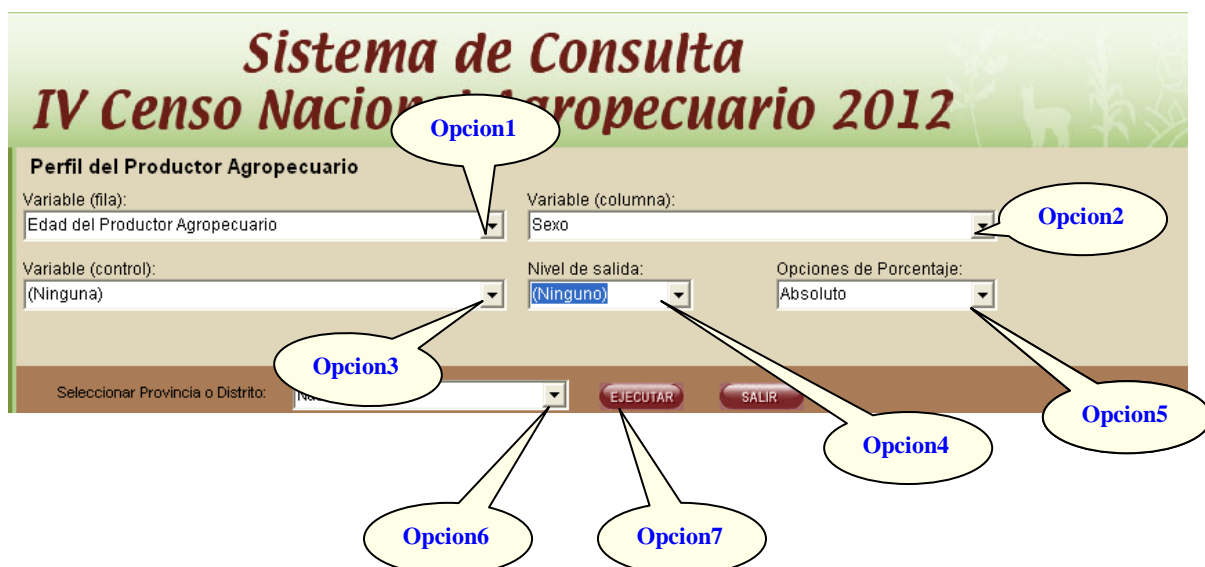 Sistema de Consulta
IV Censo Nacional Agropecuario 2012
Opcion1
Perfil del Productor Agropecuario
Variable (fila):
Variable (columna):
Edad del Productor Agropecuario
Sexo
Opcion2
Variable (control):
Nivel de salida:
Opciones de Porcentaje:
(Ninguna)
(Ninguno)
Absoluto
Opcion3
Seleccionar Provincia o Distrito:
EJECUTAR
SALIR
Opcion5
Opcion4
Opcion6
Opcion7